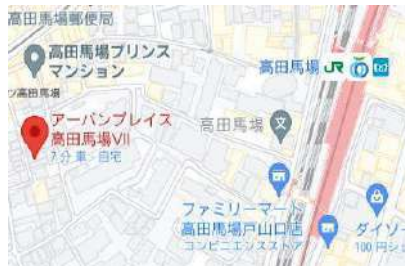 高田馬場郵便局
高田馬場プリンス
マンション
高田馬場 JR
ツ高田馬場
アーバンプレイス
高田馬場VII
7分 車 自宅
高田馬場 文
ファミリーマート
高田馬場戸山口店
コンビニエンスストア
ダイソー
100円ショ